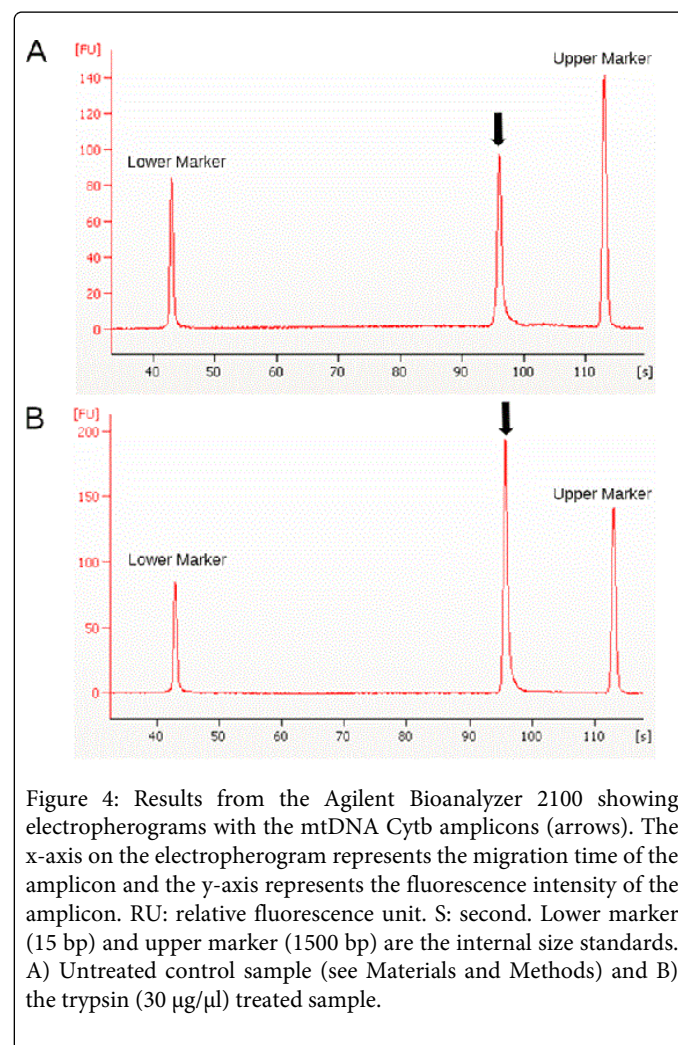 A
[FU]
Upper Marker
140
120
100
Lower Marker
80
60
40
20
0
40 50 60 70 80 90 100 110 [s]
B
[FU]
200
150
Upper Marker
Lower Marker
100
50
0
40 50 60 70 80 90 100 110 [s]
Figure 4: Results from the Agilent Bioanalyzer 2100 showing
electropherograms with the mtDNA Cytb amplicons (arrows). The
x-axis on the electropherogram represents the migration time of the
amplicon and the y-axis represents the fluorescence intensity of the
amplicon. RU: relative fluorescence unit. S: second. Lower marker
(15 bp) and upper marker (1500 bp) are the internal size standards.
A) Untreated control sample (see Materials and Methods) and B)
the trypsin (30 µg/µl) treated sample.